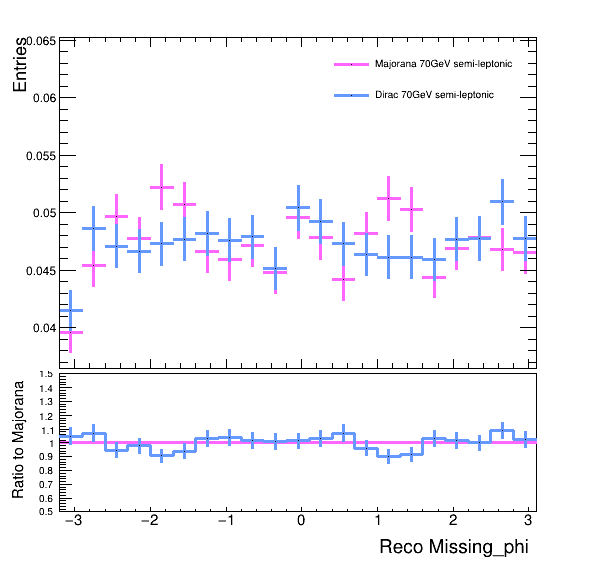 Entries
0.065
0.06
0.055
0.05
0.045
0.04
Majorana 70GeV semi-leptonic
Dirac 70GeV semi-leptonic
Ratio to Majorana
1.5
1.4
1.3
1.2
1.1
1
0.9
0.8
0.7
0.6
0.5
−3 −2 −1 0 1 2 3
Reco Missing_phi